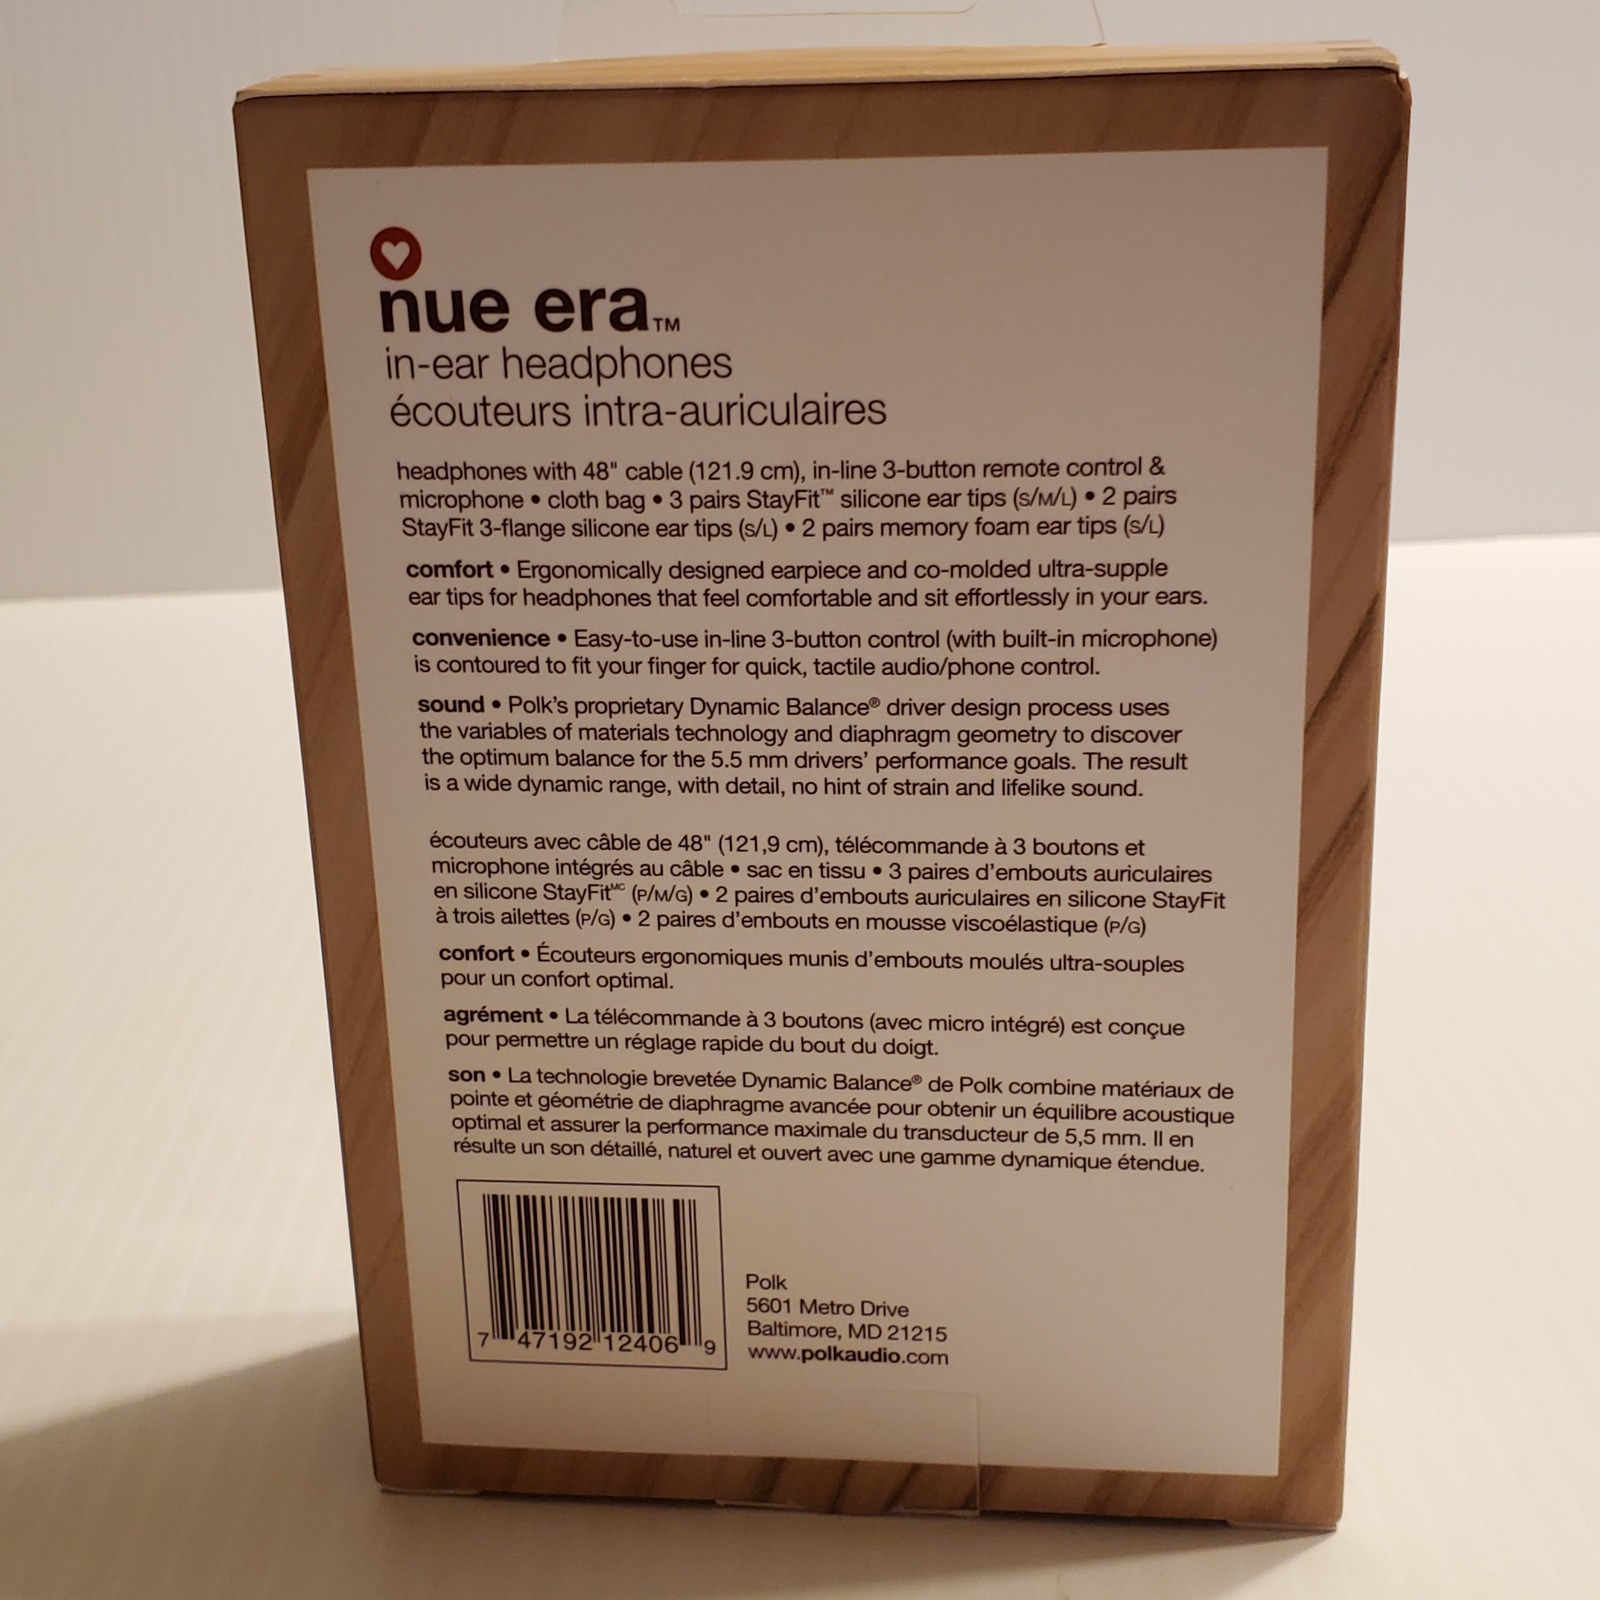 nue era™
in-ear headphones
écouteurs intra-auriculaires
headphones with 48" cable (121.9 cm), in-line 3-button remote control &
microphone • cloth bag • 3 pairs StayFit™ silicone ear tips (S/M/L) • 2 pairs
StayFit 3-flange silicone ear tips (S/L) • 2 pairs memory foam ear tips (S/L)
comfort • Ergonomically designed earpiece and co-molded ultra-supple
ear tips for headphones that feel comfortable and sit effortlessly in your ears.
convenience • Easy-to-use in-line 3-button control (with built-in microphone)
is contoured to fit your finger for quick, tactile audio/phone control.
sound • Polk's proprietary Dynamic Balance® driver design process uses
the variables of materials technology and diaphragm geometry to discover
the optimum balance for the 5.5 mm drivers' performance goals. The result
is a wide dynamic range, with detail, no hint of strain and lifelike sound.
écouteurs avec câble de 48" (121,9 cm), télécommande à 3 boutons et
microphone intégrés au câble • sac en tissu • 3 paires d'embouts auriculaires
en silicone StayFitMC (P/M/G) • 2 paires d'embouts auriculaires en silicone StayFit
à trois ailettes (P/G) • 2 paires d'embouts en mousse viscoélastique (P/G)
confort • Écouteurs ergonomiques munis d'embouts moulés ultra-souples
pour un confort optimal.
agrément • La télécommande à 3 boutons (avec micro intégré) est conçue
pour permettre un réglage rapide du bout du doigt.
son • La technologie brevetée Dynamic Balance® de Polk combine matériaux de
pointe et géométrie de diaphragme avancée pour obtenir un équilibre acoustique
optimal et assurer la performance maximale du transducteur de 5,5 mm. Il en
résulte un son détaillé, naturel et ouvert avec une gamme dynamique étendue.
7 47192 12406 9
Polk
5601 Metro Drive
Baltimore, MD 21215
www.polkaudio.com